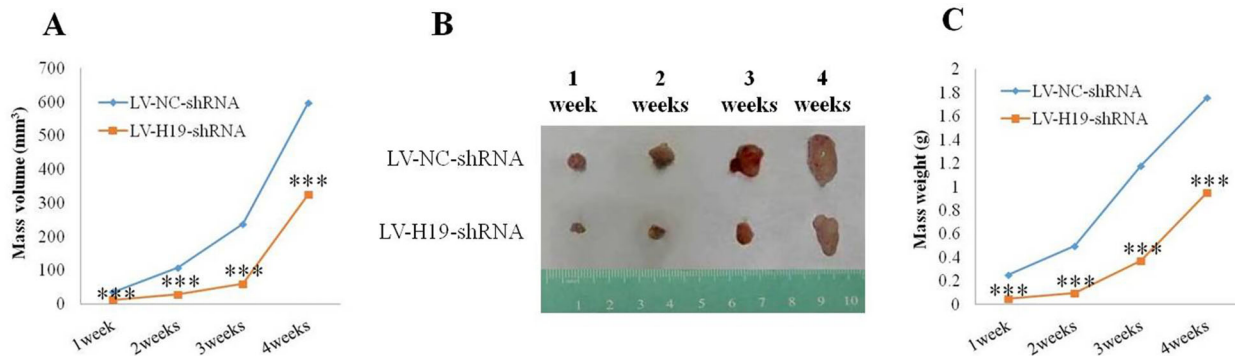 A
Mass volume (mm³)
700
600
500
400
300
200
100
0
LV-NC-shRNA
LV-H19-shRNA
***
***
***
***
1week
2weeks
3weeks
4weeks
B
1 week
2 weeks
3 weeks
4 weeks
LV-NC-shRNA
LV-H19-shRNA
1 2 3 4 5 6 7 8 9 10
C
Mass weight (g)
2
1.8
1.6
1.4
1.2
1
0.8
0.6
0.4
0.2
0
LV-NC-shRNA
LV-H19-shRNA
***
***
***
***
1week
2weeks
3weeks
4weeks